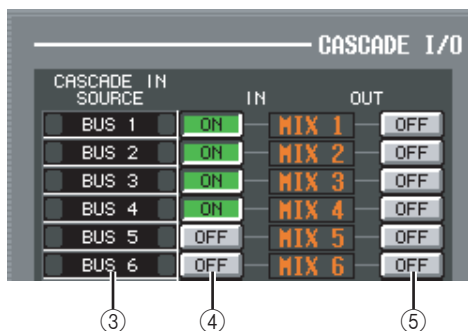 CASCADE I/O
CASCADE IN
SOURCE
IN OUT
BUS 1 ON MIX 1 OFF
BUS 2 ON MIX 2 OFF
BUS 3 ON MIX 3 OFF
BUS 4 ON MIX 4 OFF
BUS 5 OFF MIX 5 OFF
BUS 6 OFF MIX 6 OFF
③ ④ ⑤